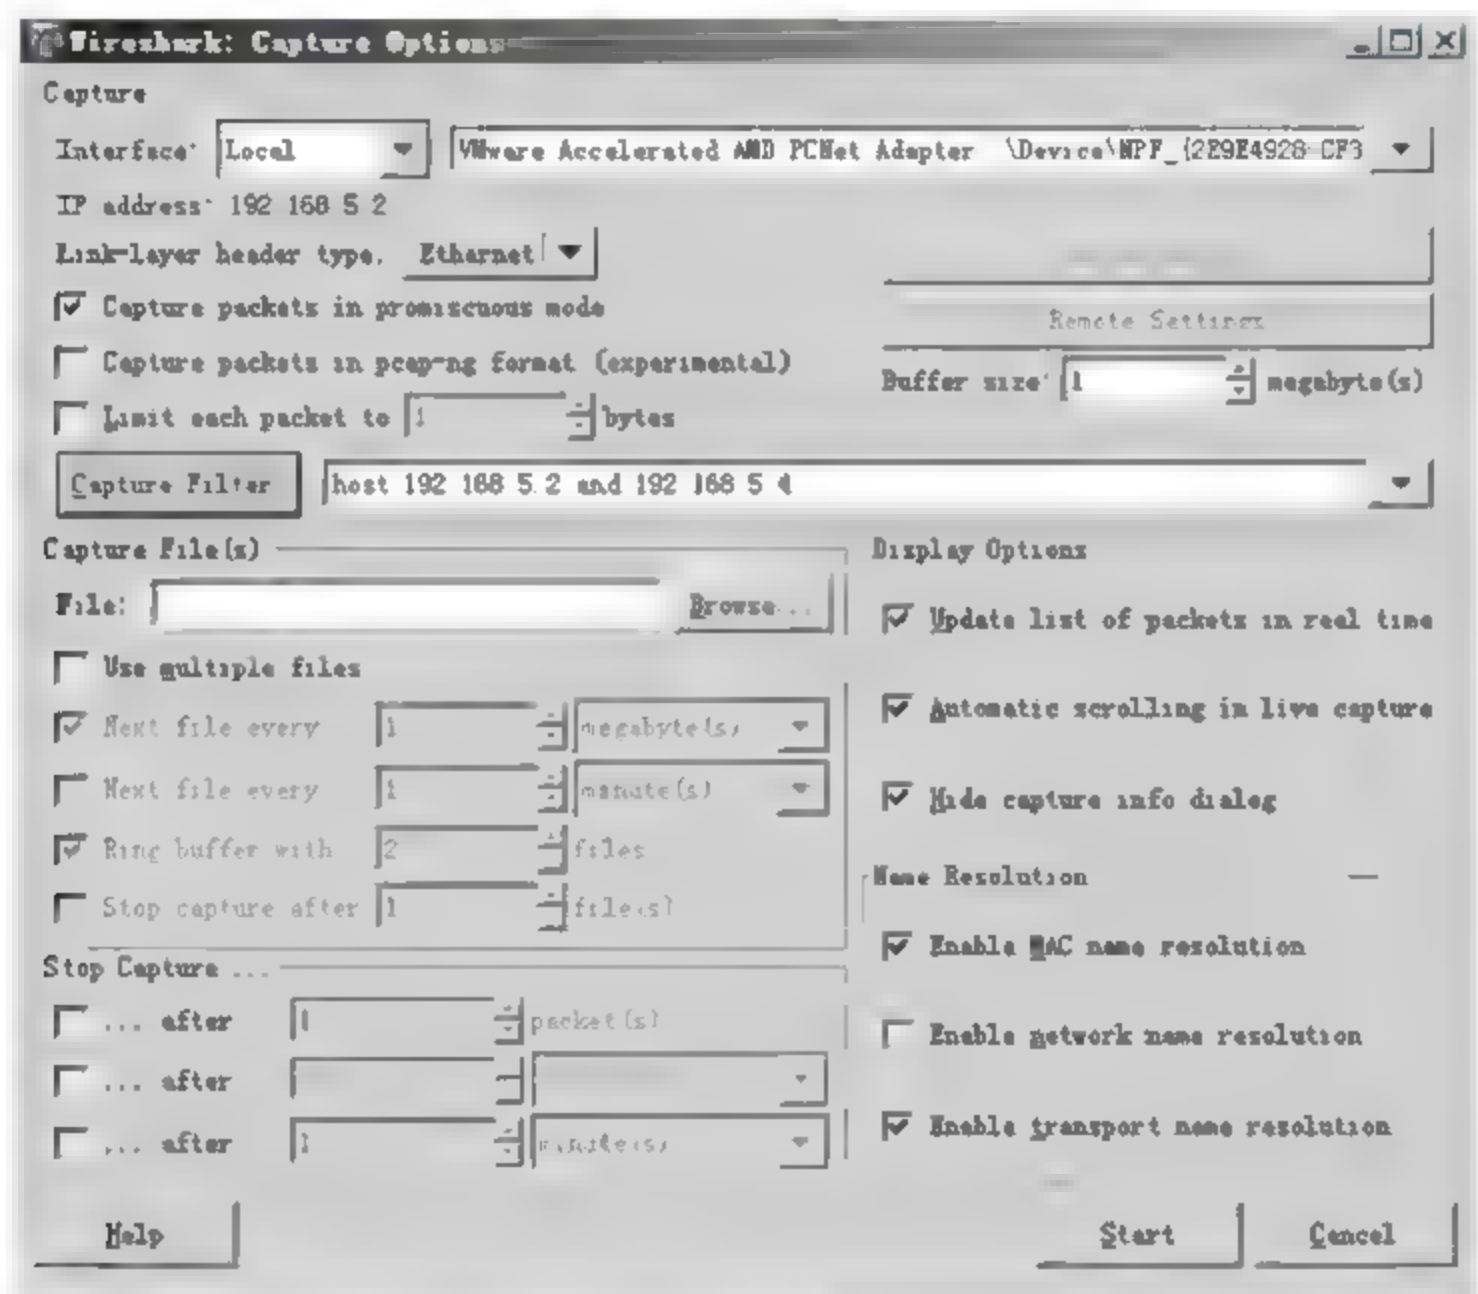 Wireshark: Capture Options
Capture
Interface: Local VMware Accelerated AMD PCNet Adapter \Device\NPF_{2E9E4928-CF3
IP address: 192 168 5 2
Link-layer header type. Ethernet
Capture packets in promiscuous mode
Remote Settings
Capture packets in pcap-ng format (experimental)
Buffer size: 1 megabyte(s)
Limit each packet to 1 bytes
Capture Filter host 192 168 5.2 and 192 168 5 4
Capture File(s)
File: Browse...
Use multiple files
Next file every 1 megabyte(s)
Next file every 1 minute(s)
Ring buffer with 2 files
Stop capture after 1 file(s)
Stop Capture ...
... after 1 packet(s)
... after
... after 1 minute(s)
Display Options
Update list of packets in real time
Automatic scrolling in live capture
Hide capture info dialog
Name Resolution
Enable MAC name resolution
Enable network name resolution
Enable transport name resolution
Help Start Cancel